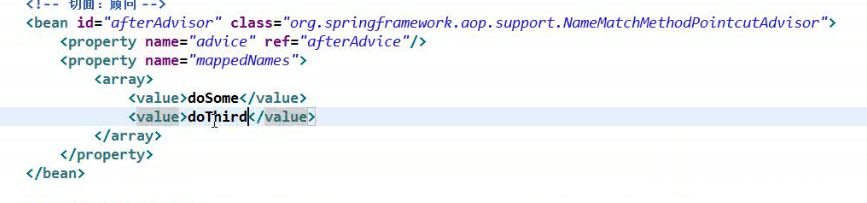 <!-- 切面：顾问 -->
<bean id="afterAdvisor" class="org.springframework.aop.support.NameMatchMethodPointcutAdvisor">
<property name="advice" ref="afterAdvice"/>
<property name="mappedNames">
<array>
<value>doSome</value>
<value>doThird</value>
</array>
</property>
</bean>